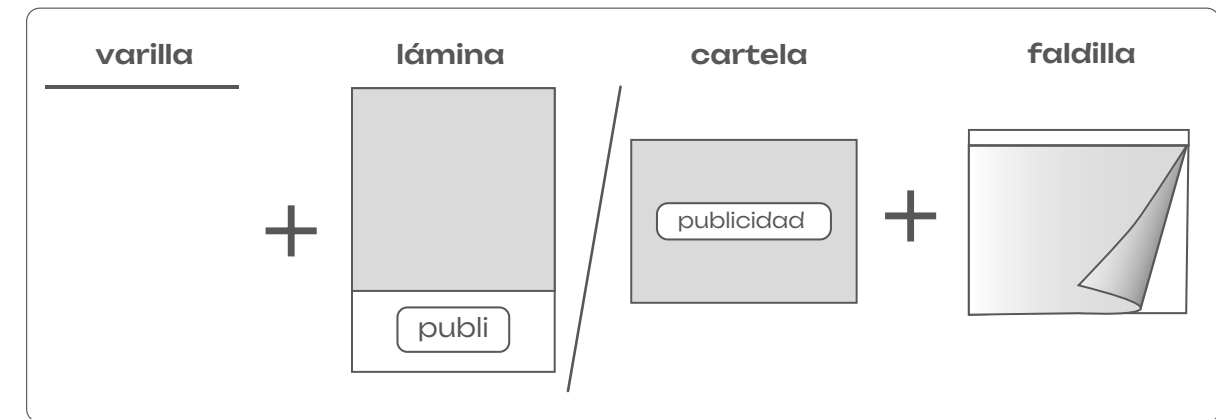 varilla
lámina
cartela
faldilla
publi
publicidad